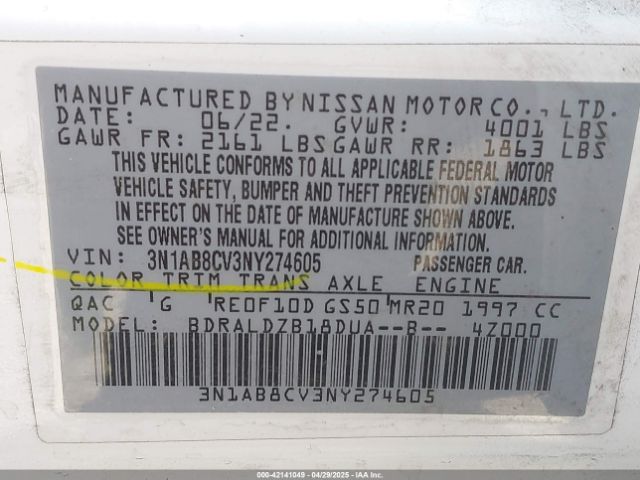 MANUFACTURED BY NISSAN MOTOR CO., LTD.
DATE: 06/22. GVWR: 4001 LBS
GAWR FR: 2161 LBS GAWR RR: 1863 LBS
THIS VEHICLE CONFORMS TO ALL APPLICABLE FEDERAL MOTOR
VEHICLE SAFETY, BUMPER AND THEFT PREVENTION STANDARDS
IN EFFECT ON THE DATE OF MANUFACTURE SHOWN ABOVE.
SEE OWNER'S MANUAL FOR ADDITIONAL INFORMATION.
VIN: 3N1AB8CV3NY274605 PASSENGER CAR.
COLOR TRIM TRANS AXLE ENGINE
QAC G RE0F10D GS50 MR20 1997 CC
MODEL: BDRALDZB18DUA--B-- 4Z000
3N1AB8CV3NY274605
000-42141049 - 04/29/2025 - IAAI.COM